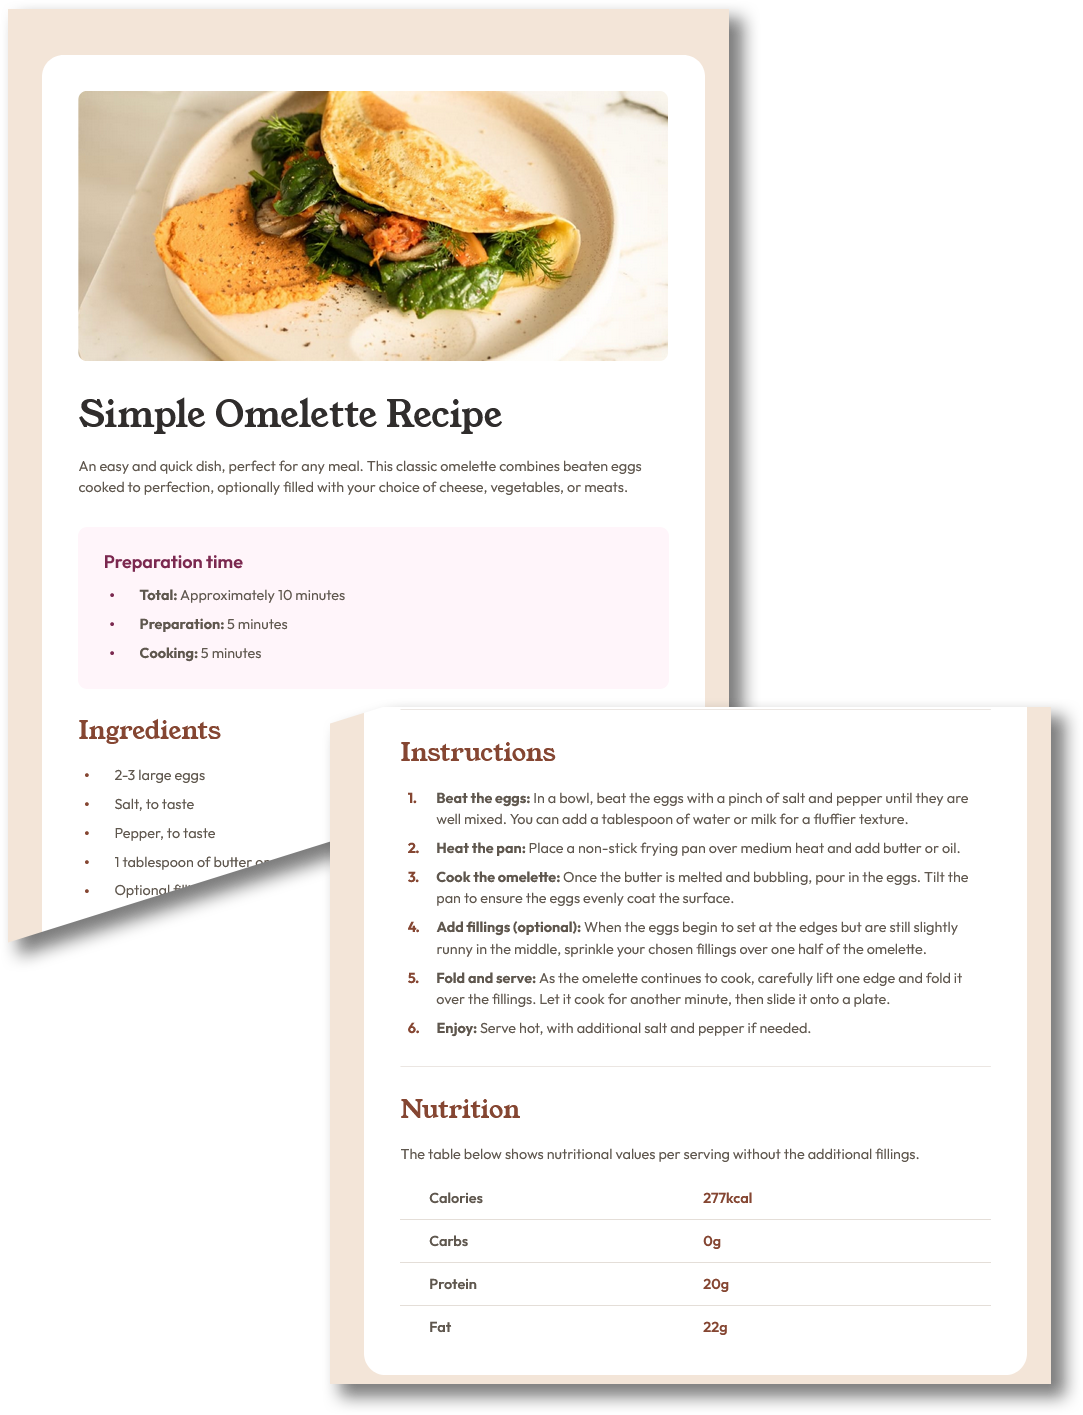 Simple Omelette Recipe
An easy and quick dish, perfect for any meal. This classic omelette combines beaten eggs
cooked to perfection, optionally filled with your choice of cheese, vegetables, or meats.
Preparation time
• Total: Approximately 10 minutes
• Preparation: 5 minutes
• Cooking: 5 minutes
Ingredients
• 2-3 large eggs
• Salt, to taste
• Pepper, to taste
• 1 tablespoon of butter or
• Optional
Instructions
1. Beat the eggs: In a bowl, beat the eggs with a pinch of salt and pepper until they are
well mixed. You can add a tablespoon of water or milk for a fluffier texture.
2. Heat the pan: Place a non-stick frying pan over medium heat and add butter or oil.
3. Cook the omelette: Once the butter is melted and bubbling, pour in the eggs. Tilt the
pan to ensure the eggs evenly coat the surface.
4. Add fillings (optional): When the eggs begin to set at the edges but are still slightly
runny in the middle, sprinkle your chosen fillings over one half of the omelette.
5. Fold and serve: As the omelette continues to cook, carefully lift one edge and fold it
over the fillings. Let it cook for another minute, then slide it onto a plate.
6. Enjoy: Serve hot, with additional salt and pepper if needed.
Nutrition
The table below shows nutritional values per serving without the additional fillings.
Calories 277kcal
Carbs 0g
Protein 20g
Fat 22g